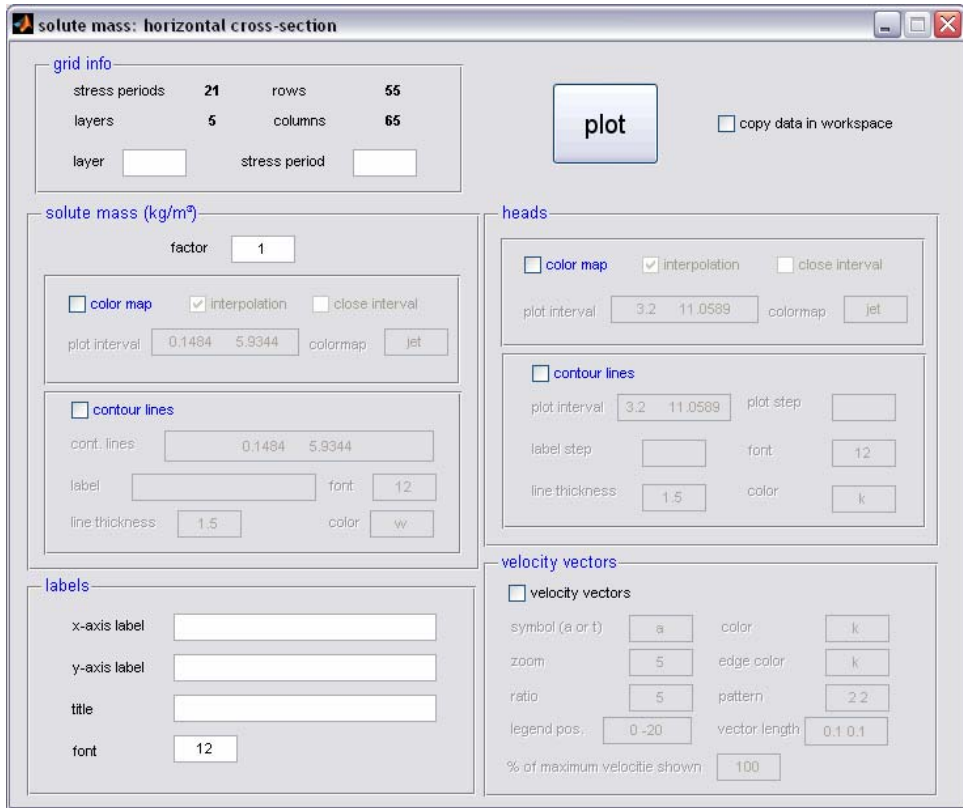 solute mass: horizontal cross-section
grid info
stress periods 21 rows 55
layers 5 columns 65
layer stress period
plot
copy data in workspace
solute mass (kg/m³)
factor 1
color map interpolation close interval
plot interval 0.1484 5.9344 colormap jet
contour lines
cont. lines 0.1484 5.9344
label font 12
line thickness 1.5 color w
heads
color map interpolation close interval
plot interval 3.2 11.0589 colormap jet
contour lines
plot interval 3.2 11.0589 plot step
label step font 12
line thickness 1.5 color k
labels
x-axis label
y-axis label
title
font 12
velocity vectors
velocity vectors
symbol (a or t) a color k
zoom 5 edge color k
ratio 5 pattern 2 2
legend pos. 0 -20 vector length 0.1 0.1
% of maximum velocitie shown 100